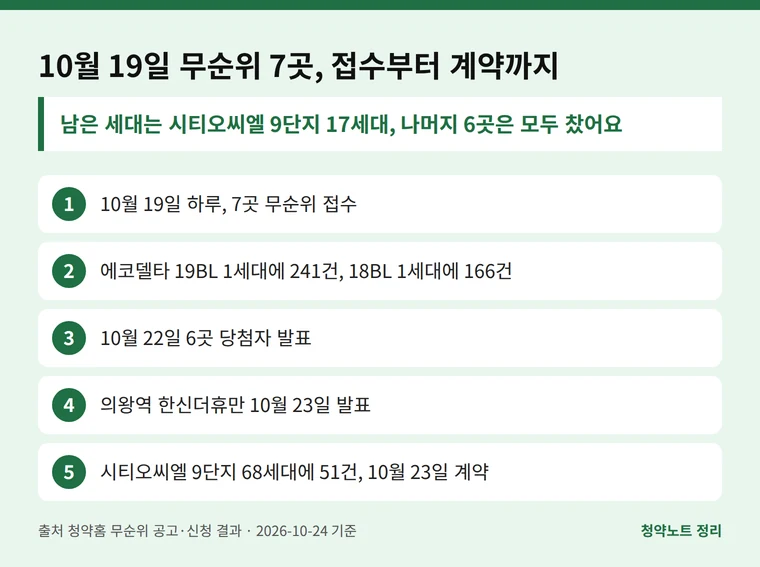 10월 19일 무순위 7곳, 접수부터 계약까지
남은 세대는 시티오씨엘 9단지 17세대, 나머지 6곳은 모두 찼어요
1 10월 19일 하루, 7곳 무순위 접수
2 에코델타 19BL 1세대에 241건, 18BL 1세대에 166건
3 10월 22일 6곳 당첨자 발표
4 의왕역 한신더휴만 10월 23일 발표
5 시티오씨엘 9단지 68세대에 51건, 10월 23일 계약
출처 청약홈 무순위 공고·신청 결과 · 2026-10-24 기준
청약노트 정리